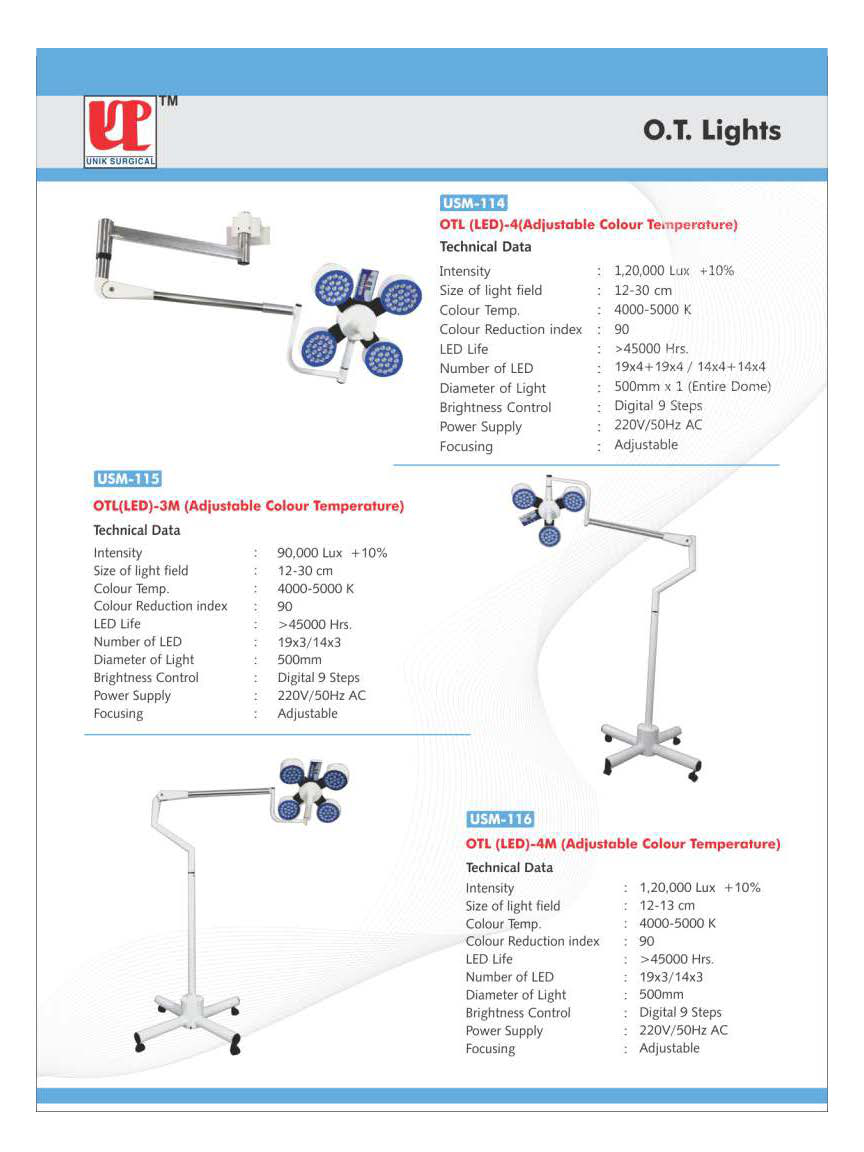 TM
UNIK SURGICAL
O.T. Lights
USM-114
OTL (LED)-4(Adjustable Colour Temperature)
Technical Data
Intensity : 1,20,000 Lux +10%
Size of light field : 12-30 cm
Colour Temp. : 4000-5000 K
Colour Reduction index : 90
LED Life : >45000 Hrs.
Number of LED : 19x4+19x4 / 14x4+14x4
Diameter of Light : 500mm x 1 (Entire Dome)
Brightness Control : Digital 9 Steps
Power Supply : 220V/50Hz AC
Focusing : Adjustable
USM-115
OTL(LED)-3M (Adjustable Colour Temperature)
Technical Data
Intensity : 90,000 Lux +10%
Size of light field : 12-30 cm
Colour Temp. : 4000-5000 K
Colour Reduction index : 90
LED Life : >45000 Hrs.
Number of LED : 19x3/14x3
Diameter of Light : 500mm
Brightness Control : Digital 9 Steps
Power Supply : 220V/50Hz AC
Focusing : Adjustable
USM-116
OTL (LED)-4M (Adjustable Colour Temperature)
Technical Data
Intensity : 1,20,000 Lux +10%
Size of light field : 12-13 cm
Colour Temp. : 4000-5000 K
Colour Reduction index : 90
LED Life : >45000 Hrs.
Number of LED : 19x3/14x3
Diameter of Light : 500mm
Brightness Control : Digital 9 Steps
Power Supply : 220V/50Hz AC
Focusing : Adjustable